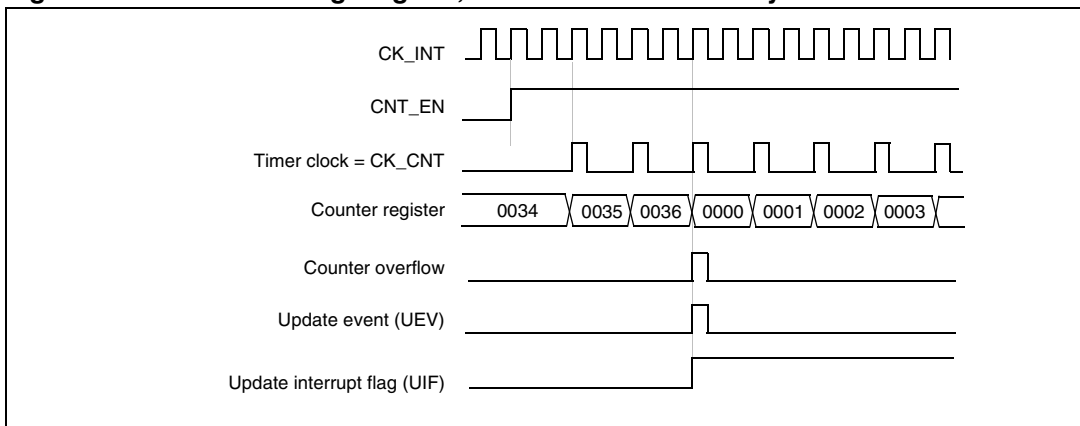 CK_INT
CNT_EN
Timer clock = CK_CNT
Counter register 0034 0035 0036 0000 0001 0002 0003
Counter overflow
Update event (UEV)
Update interrupt flag (UIF)